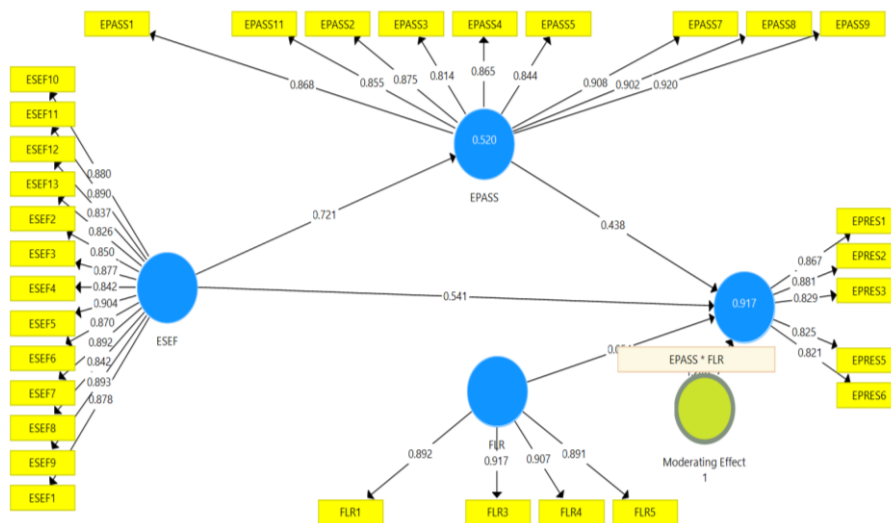 EPASS1 EPASS11 EPASS2 EPASS3 EPASS4 EPASS5 EPASS7 EPASS8 EPASS9
0.868 0.855 0.875 0.814 0.865 0.844 0.908 0.902 0.920
ESEF10
ESEF11
ESEF12
ESEF13
ESEF2
ESEF3
ESEF4
ESEF5
ESEF6
ESEF7
ESEF8
ESEF9
ESEF1
0.880
0.890
0.837
0.826
0.850
0.877
0.842
0.904
0.870
0.892
0.842
0.893
0.878
ESEF
0.520
EPASS
0.721
0.438
0.541
0.917
EPRES1
EPRES2
EPRES3
EPRES5
EPRES6
0.867
0.881
0.829
0.825
0.821
EPASS * FLR
FLR
Moderating Effect
1
0.892 0.917 0.907 0.891
FLR1 FLR3 FLR4 FLR5